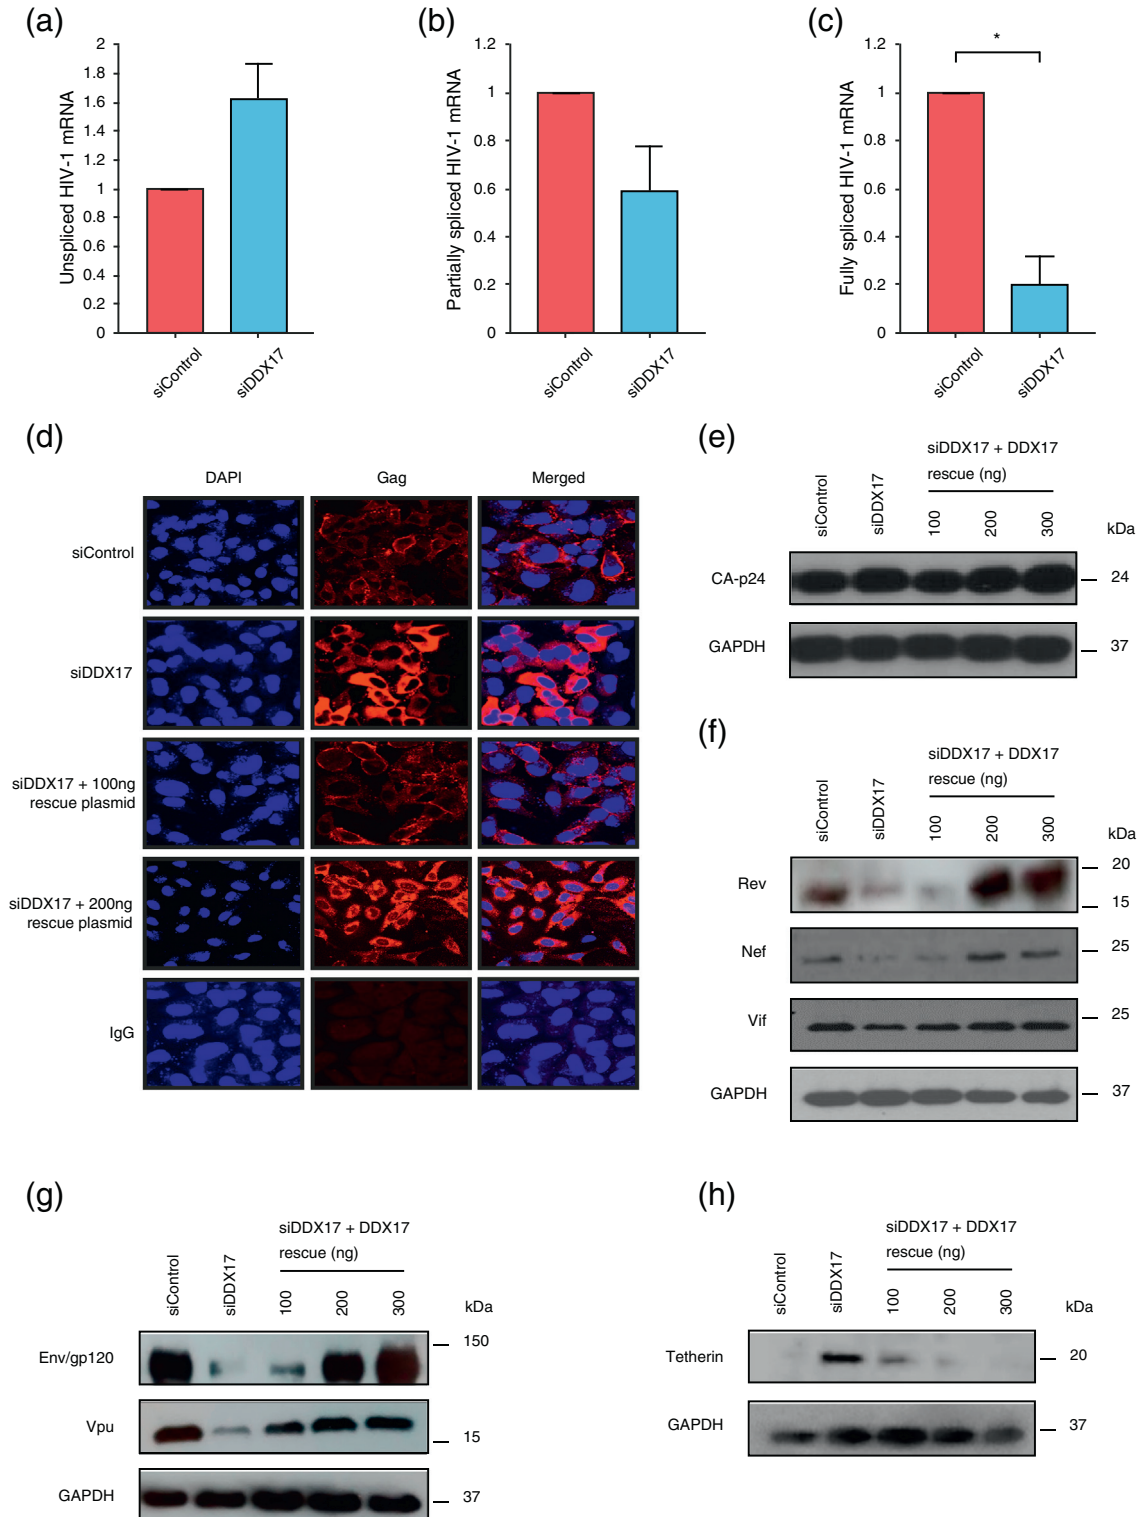 (a)
Unspliced HIV-1 mRNA
2
1.8
1.6
1.4
1.2
1
0.8
0.6
0.4
0.2
0
siControl
siDDX17
(b)
Partially spliced HIV-1 mRNA
1.2
1
0.8
0.6
0.4
0.2
0
siControl
siDDX17
(c)
Fully spliced HIV-1 mRNA
1.2
1
0.8
0.6
0.4
0.2
0
*
siControl
siDDX17
(d)
DAPI
Gag
Merged
siControl
siDDX17
siDDX17 + 100ng
rescue plasmid
siDDX17 + 200ng
rescue plasmid
IgG
(e)
siDDX17 + DDX17
rescue (ng)
siControl
siDDX17
100
200
300
kDa
CA-p24
24
GAPDH
37
(f)
siDDX17 + DDX17
rescue (ng)
siControl
siDDX17
100
200
300
kDa
Rev
20
15
Nef
25
Vif
25
GAPDH
37
(g)
siDDX17 + DDX17
rescue (ng)
siControl
siDDX17
100
200
300
kDa
Env/gp120
150
Vpu
15
GAPDH
37
(h)
siDDX17 + DDX17
rescue (ng)
siControl
siDDX17
100
200
300
kDa
Tetherin
20
GAPDH
37